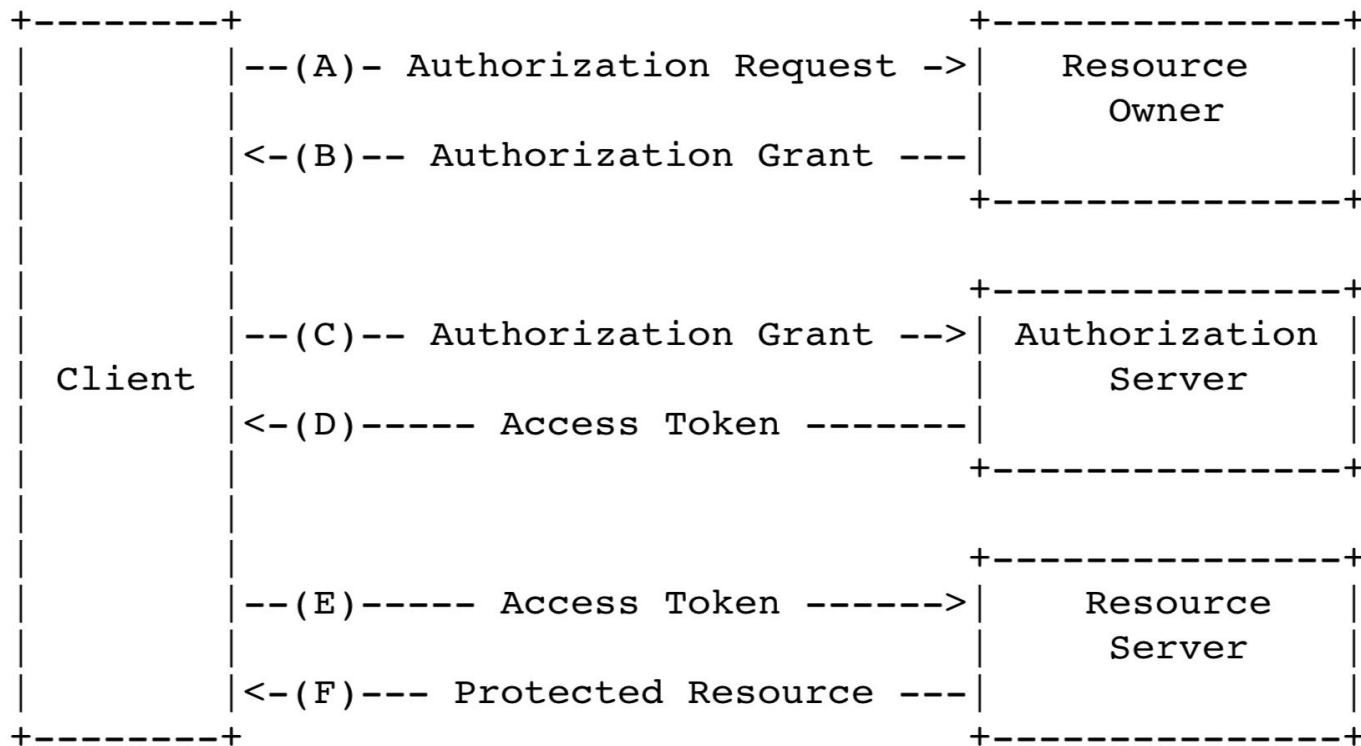 +--------+                               +---------------+
|        |--(A)- Authorization Request ->|   Resource    |
|        |                               |     Owner     |
|        |<-(B)-- Authorization Grant ---|               |
|        |                               +---------------+
|        |
|        |                               +---------------+
|        |--(C)-- Authorization Grant -->| Authorization |
| Client |                               |     Server    |
|        |<-(D)----- Access Token -------|               |
|        |                               +---------------+
|        |
|        |                               +---------------+
|        |--(E)----- Access Token ------>|    Resource   |
|        |                               |     Server    |
|        |<-(F)--- Protected Resource ---|               |
+--------+                               +---------------+